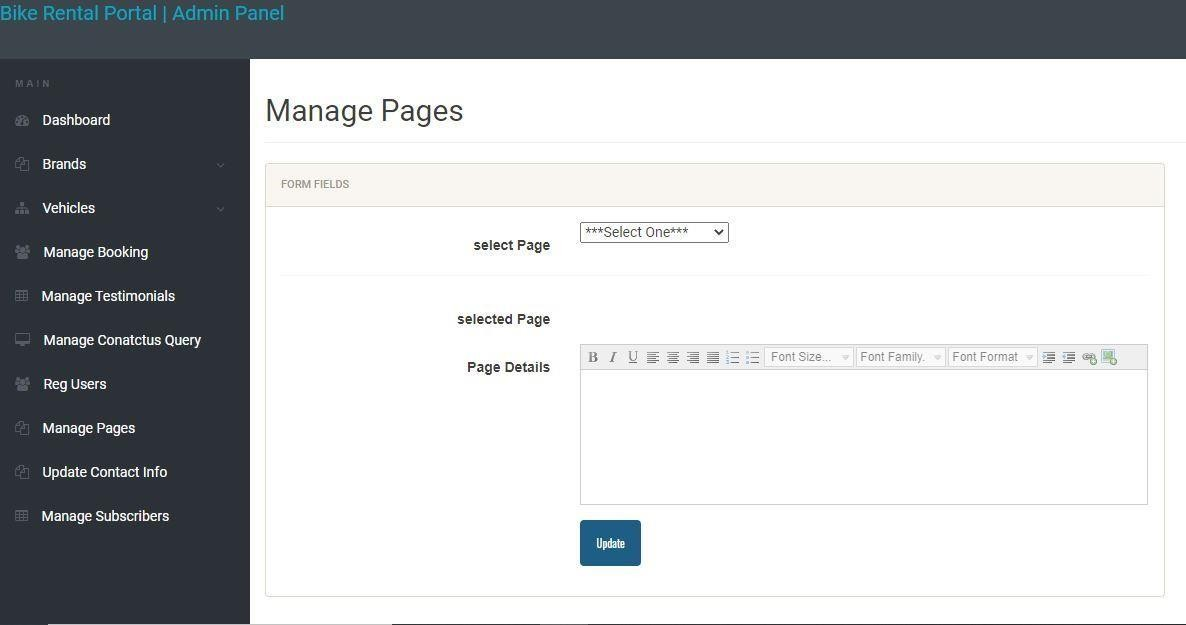 Bike Rental Portal | Admin Panel
MAIN
Dashboard
Brands
Vehicles
Manage Booking
Manage Testimonials
Manage Conatctus Query
Reg Users
Manage Pages
Update Contact Info
Manage Subscribers
Manage Pages
FORM FIELDS
select Page
***Select One***
selected Page
Page Details
B I U Font Size... Font Family. Font Format
Update